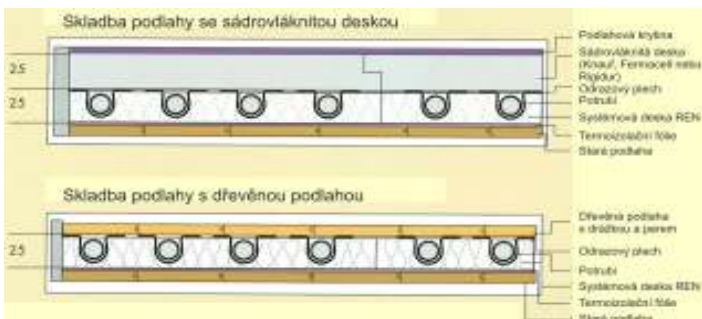 Skladba podlahy se sádrovláknitou deskou
Podlahová krytina
Sádrovláknitá deska
(Knauf, Fermacell nebo
Rigidur)
Odrazový plech
Potrubí
Systémová deska REN
Termoizolační fólie
Stará podlaha
2.5
2.5
Skladba podlahy s dřevěnou podlahou
Dřevěná podlaha
s drážkou a perem
Odrazový plech
Potrubí
Systémová deska REN
Termoizolační fólie
Stará podlaha
2.5